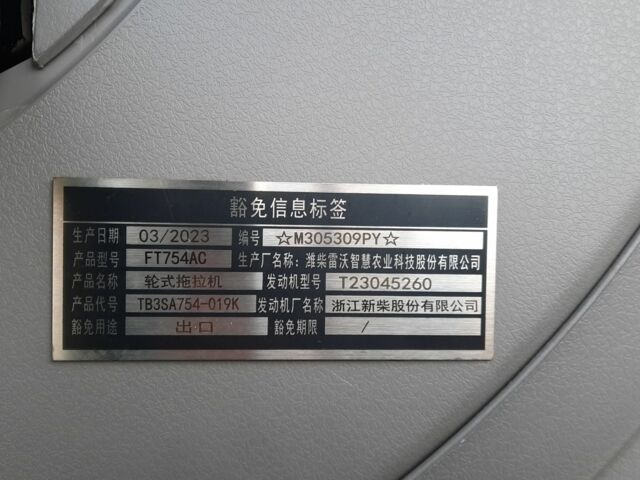 豁免信息标签
生产日期 03/2023 编号 ☆M305309PY☆
产品型号 FT754AC 生产厂名称：潍柴雷沃智慧农业科技股份有限公司
产品名称 轮式拖拉机 发动机型号 T23045260
产品代号 TB3SA754-019K 发动机厂名称 浙江新柴股份有限公司
豁免用途 出口 豁免期限 /